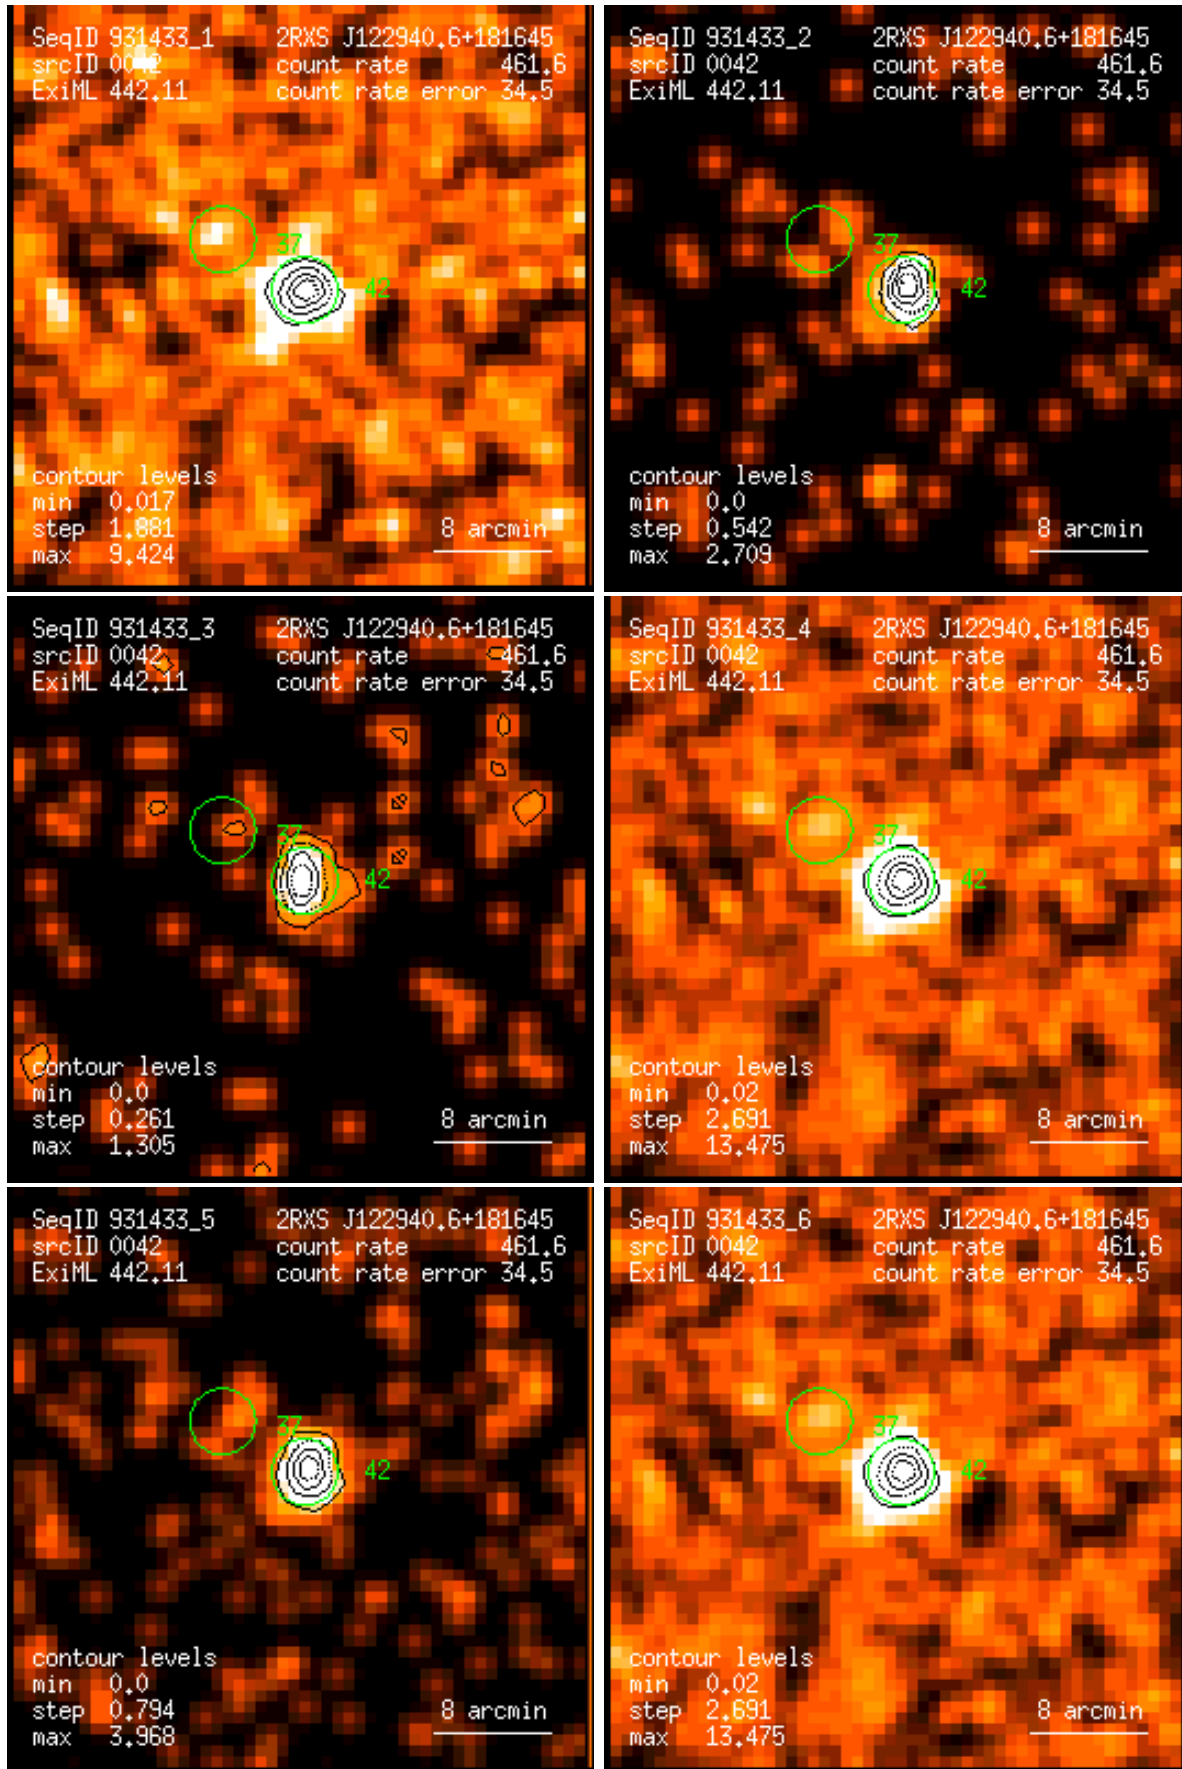 SeqID 931433_1 2RXS J122940.6+181645
srcID 0042 count rate 461.6
ExiML 442.11 count rate error 34.5
37
42
contour levels
min 0.017
step 1.881 8 arcmin
max 9.424
SeqID 931433_2 2RXS J122940.6+181645
srcID 0042 count rate 461.6
ExiML 442.11 count rate error 34.5
37
42
contour levels
min 0.0
step 0.542 8 arcmin
max 2.709
SeqID 931433_3 2RXS J122940.6+181645
srcID 0042 count rate 461.6
ExiML 442.11 count rate error 34.5
37
42
contour levels
min 0.0
step 0.261 8 arcmin
max 1.305
SeqID 931433_4 2RXS J122940.6+181645
srcID 0042 count rate 461.6
ExiML 442.11 count rate error 34.5
37
42
contour levels
min 0.02
step 2.691 8 arcmin
max 13.475
SeqID 931433_5 2RXS J122940.6+181645
srcID 0042 count rate 461.6
ExiML 442.11 count rate error 34.5
37
42
contour levels
min 0.0
step 0.794 8 arcmin
max 3.968
SeqID 931433_6 2RXS J122940.6+181645
srcID 0042 count rate 461.6
ExiML 442.11 count rate error 34.5
37
42
contour levels
min 0.02
step 2.691 8 arcmin
max 13.475